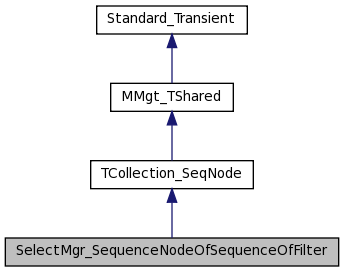 Standard_Transient
MMgt_TShared
TCollection_SeqNode
SelectMgr_SequenceNodeOfSequenceOfFilter